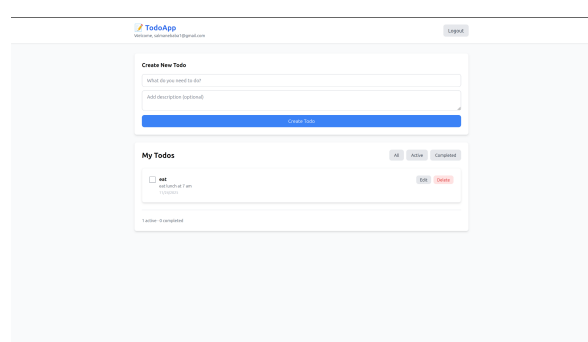 📝 TodoApp
Logout
Create New Todo
What do you need to do?
Add description (optional)
Create Todo
My Todos
All
Active
Completed
eat
eat lunch at 7 am
Edit
Delete
1 active · 0 completed